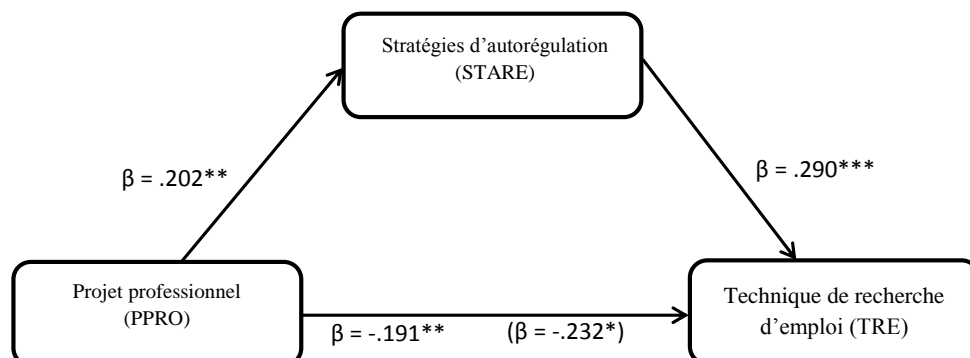 Stratégies d’autorégulation
(STARE)
β = .202**
β = .290***
Projet professionnel
(PPRO)
Technique de recherche
d’emploi (TRE)
β = -.191**
(β = -.232*)